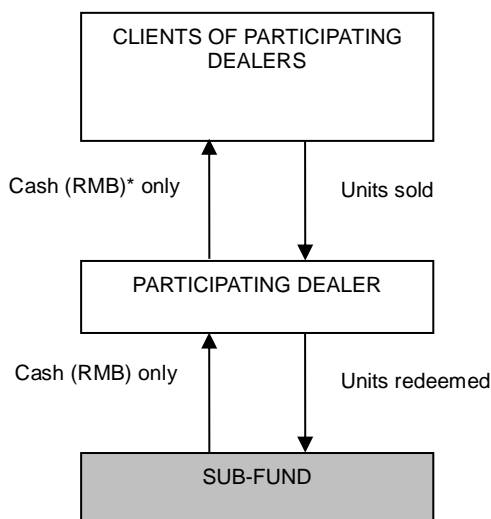 CLIENTS OF PARTICIPATING
DEALERS
Cash (RMB)* only
Units sold
PARTICIPATING DEALER
Cash (RMB) only
Units redeemed
SUB-FUND